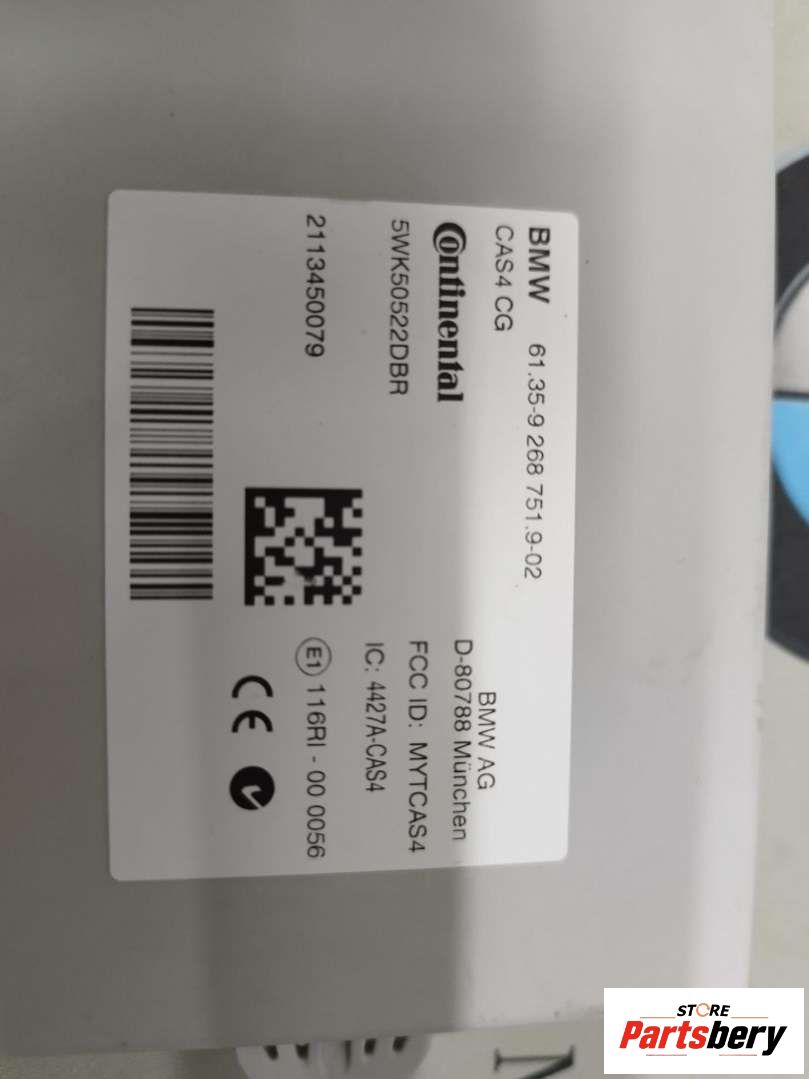 BMW 61.35-9 268 751.9-02
CAS4 CG
Continental
5WK50522DBR
2113450079
BMW AG
D-80788 München
FCC ID: MYTCAS4
IC: 4427A-CAS4
E1 116RI - 00 0056
CE
STORE
Partsbery